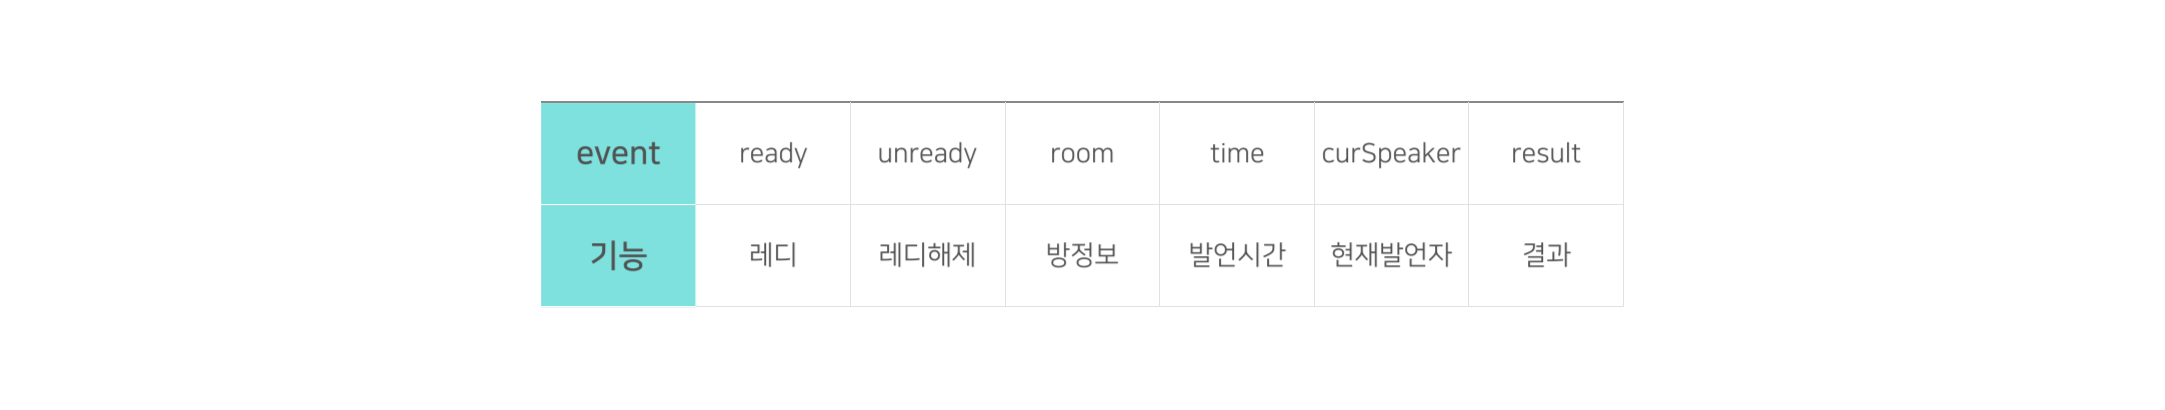 event ready unready room time curSpeaker result
기능 레디 레디해제 방정보 발언시간 현재발언자 결과